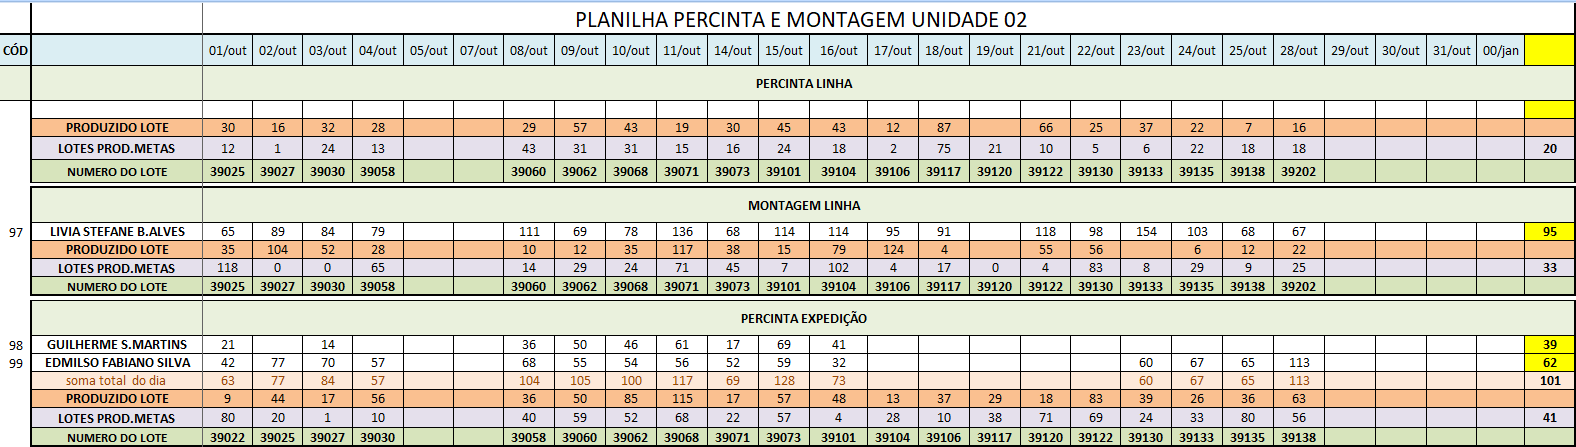 PLANILHA PERCINTA E MONTAGEM UNIDADE 02
CÓD 01/out 02/out 03/out 04/out 05/out 07/out 08/out 09/out 10/out 11/out 14/out 15/out 16/out 17/out 18/out 19/out 21/out 22/out 23/out 24/out 25/out 28/out 29/out 30/out 31/out 00/jan
PERCINTA LINHA
PRODUZIDO LOTE 30 16 32 28 29 57 43 19 30 45 43 12 87 66 25 37 22 7 16
LOTES PROD.METAS 12 1 24 13 43 31 31 15 16 24 18 2 75 21 10 5 6 22 18 18 20
NUMERO DO LOTE 39025 39027 39030 39058 39060 39062 39068 39071 39073 39101 39104 39106 39117 39120 39122 39130 39133 39135 39138 39202
MONTAGEM LINHA
97 LIVIA STEFANE B.ALVES 65 89 84 79 111 69 78 136 68 114 114 95 91 118 98 154 103 68 67 95
PRODUZIDO LOTE 35 104 52 28 10 12 35 117 38 15 79 124 4 55 56 6 12 22
LOTES PROD.METAS 118 0 0 65 14 29 24 71 45 7 102 4 17 0 4 83 8 29 9 25 33
NUMERO DO LOTE 39025 39027 39030 39058 39060 39062 39068 39071 39073 39101 39104 39106 39117 39120 39122 39130 39133 39135 39138 39202
PERCINTA EXPEDIÇÃO
98 GUILHERME S.MARTINS 21 14 36 50 46 61 17 69 41 39
99 EDMILSO FABIANO SILVA 42 77 70 57 68 55 54 56 52 59 32 60 67 65 113 62
soma total do dia 63 77 84 57 104 105 100 117 69 128 73 60 67 65 113 101
PRODUZIDO LOTE 9 44 17 56 36 50 85 115 17 57 48 13 37 29 18 83 39 26 36 63
LOTES PROD.METAS 80 20 1 10 40 59 52 68 22 57 4 28 10 38 71 69 24 33 80 56 41
NUMERO DO LOTE 39022 39025 39027 39030 39058 39060 39062 39068 39071 39073 39101 39104 39106 39117 39120 39122 39130 39133 39135 39138